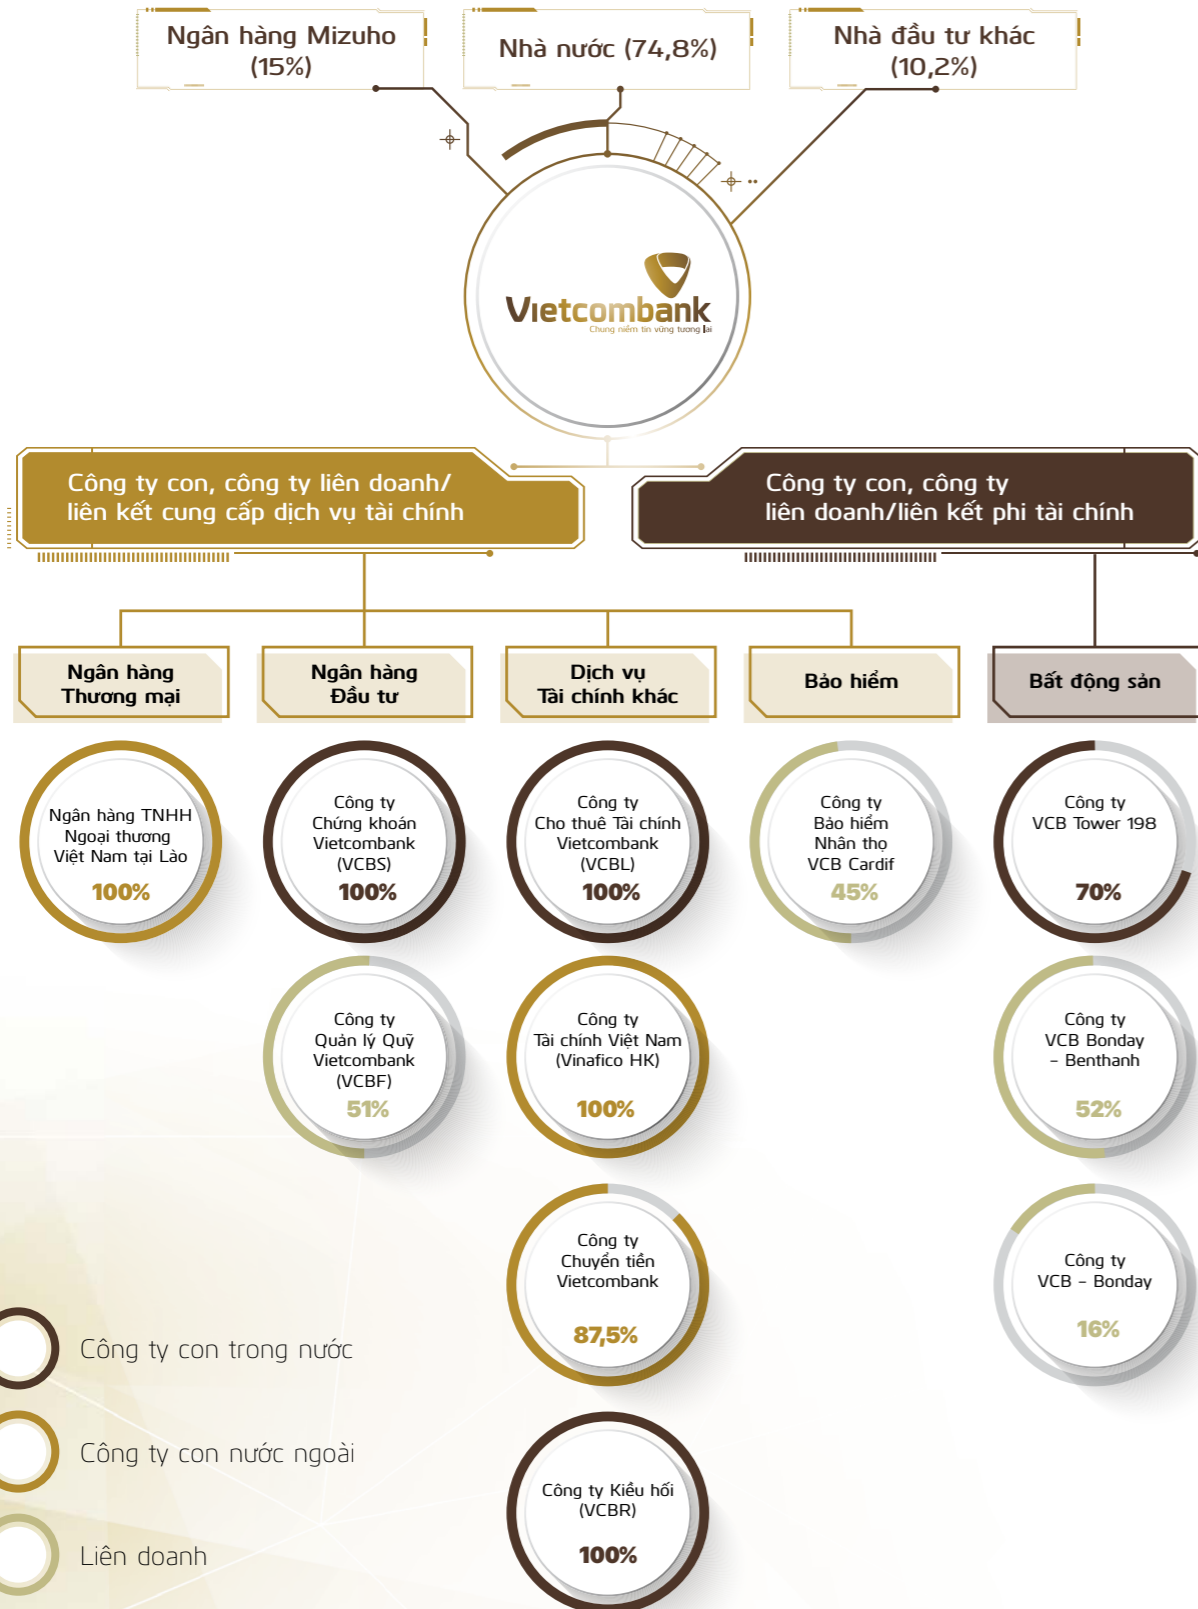 Ngân hàng Mizuho
(15%)
Nhà nước (74,8%)
Nhà đầu tư khác
(10,2%)
Vietcombank
Chung niềm tin vững tương lai
Công ty con, công ty liên doanh/
liên kết cung cấp dịch vụ tài chính
Công ty con, công ty
liên doanh/liên kết phi tài chính
Ngân hàng
Thương mại
Ngân hàng
Đầu tư
Dịch vụ
Tài chính khác
Bảo hiểm
Bất động sản
Ngân hàng TNHH
Ngoại thương
Việt Nam tại Lào
100%
Công ty
Chứng khoán
Vietcombank
(VCBS)
100%
Công ty
Cho thuê Tài chính
Vietcombank
(VCBL)
100%
Công ty
Bảo hiểm
Nhân thọ
VCB Cardif
45%
Công ty
VCB Tower 198
70%
Công ty
Quản lý Quỹ
Vietcombank
(VCBF)
51%
Công ty
Tài chính Việt Nam
(Vinafico HK)
100%
Công ty
VCB Bonday
– Benthanh
52%
Công ty
Chuyển tiền
Vietcombank
87,5%
Công ty
VCB – Bonday
16%
Công ty Kiều hối
(VCBR)
100%
Công ty con trong nước
Công ty con nước ngoài
Liên doanh